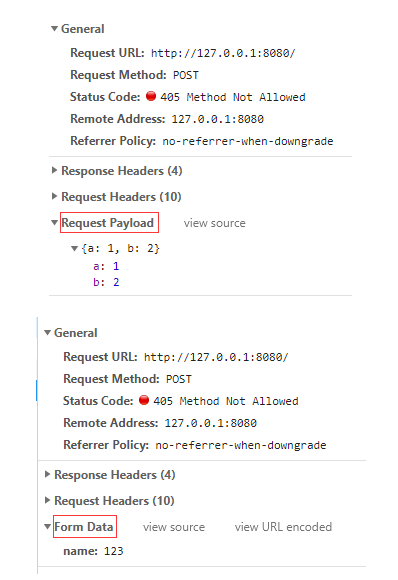 General
Request URL: http://127.0.0.1:8080/
Request Method: POST
Status Code: 405 Method Not Allowed
Remote Address: 127.0.0.1:8080
Referrer Policy: no-referrer-when-downgrade
Response Headers (4)
Request Headers (10)
Request Payload view source
{a: 1, b: 2}
a: 1
b: 2
General
Request URL: http://127.0.0.1:8080/
Request Method: POST
Status Code: 405 Method Not Allowed
Remote Address: 127.0.0.1:8080
Referrer Policy: no-referrer-when-downgrade
Response Headers (4)
Request Headers (10)
Form Data view source view URL encoded
name: 123